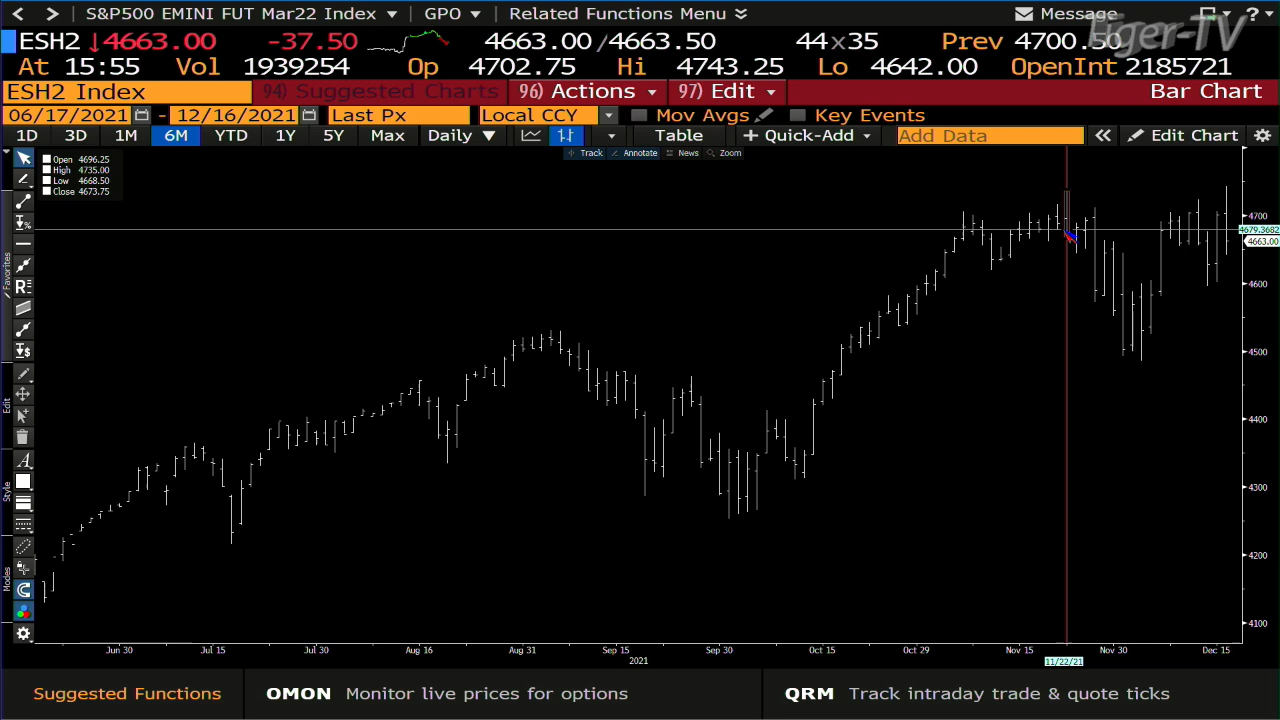 S&P500 EMINI FUT Mar22 Index GPO Related Functions Menu Message ?
Eger-TV
ESH2 ↓4663.00 -37.50 4663.00/4663.50 44x35 Prev 4700.50
At 15:55 Vol 1939254 Op 4702.75 Hi 4743.25 Lo 4642.00 OpenInt 2185721
ESH2 Index 94) Suggested Charts 96) Actions 97) Edit Bar Chart
06/17/2021 - 12/16/2021 Last Px Local CCY Mov Avgs Key Events
1D 3D 1M 6M YTD 1Y 5Y Max Daily ▼ Table + Quick-Add Add Data « Edit Chart
Track Annotate News Zoom
Open 4696.25
High 4735.00
Low 4668.50
Close 4673.75
Favorites
Edit
Style
Modes
4700
4679.3682
4663.00
4600
4500
4400
4300
4200
4100
Jun 30 Jul 15 Jul 30 Aug 16 Aug 31 Sep 15 Sep 30 Oct 15 Oct 29 Nov 15 Nov 30 Dec 15
2021 11/22/21
Suggested Functions OMON Monitor live prices for options QRM Track intraday trade & quote ticks